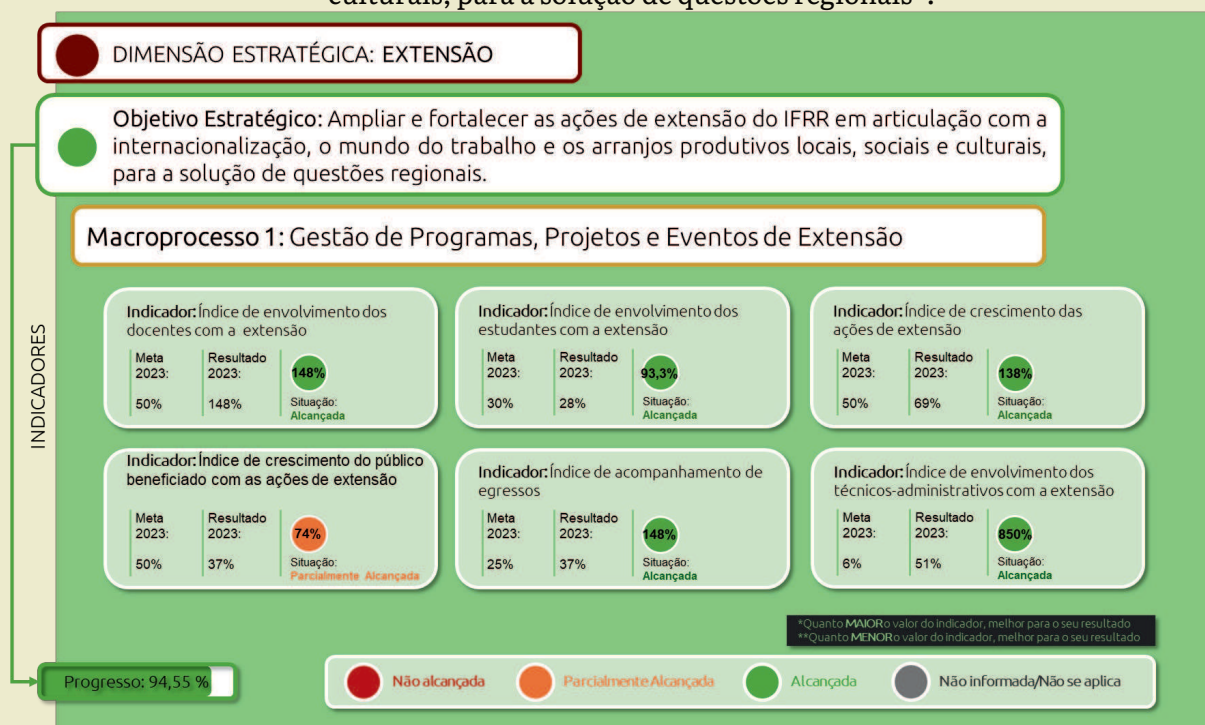 culturais, para a solução de questões regionais".
DIMENSÃO ESTRATÉGICA: EXTENSÃO
Objetivo Estratégico: Ampliar e fortalecer as ações de extensão do IFRR em articulação com a
internacionalização, o mundo do trabalho e os arranjos produtivos locais, sociais e culturais,
para a solução de questões regionais.
Macroprocesso 1: Gestão de Programas, Projetos e Eventos de Extensão
INDICADORES
Indicador: Índice de envolvimento dos
docentes com a extensão
Meta
2023:
50%
Resultado
2023:
148%
148%
Situação:
Alcançada
Indicador: Índice de envolvimento dos
estudantes com a extensão
Meta
2023:
30%
Resultado
2023:
28%
93,3%
Situação:
Alcançada
Indicador: Índice de crescimento das
ações de extensão
Meta
2023:
50%
Resultado
2023:
69%
138%
Situação:
Alcançada
Indicador: Índice de crescimento do público
beneficiado com as ações de extensão
Meta
2023:
50%
Resultado
2023:
37%
74%
Situação:
Parcialmente Alcançada
Indicador: Índice de acompanhamento de
egressos
Meta
2023:
25%
Resultado
2023:
37%
148%
Situação:
Alcançada
Indicador: Índice de envolvimento dos
técnicos-administrativos com a extensão
Meta
2023:
6%
Resultado
2023:
51%
850%
Situação:
Alcançada
*Quanto MAIOR o valor do indicador, melhor para o seu resultado
**Quanto MENOR o valor do indicador, melhor para o seu resultado
Progresso: 94,55 %
Não alcançada
Parcialmente Alcançada
Alcançada
Não informada/Não se aplica